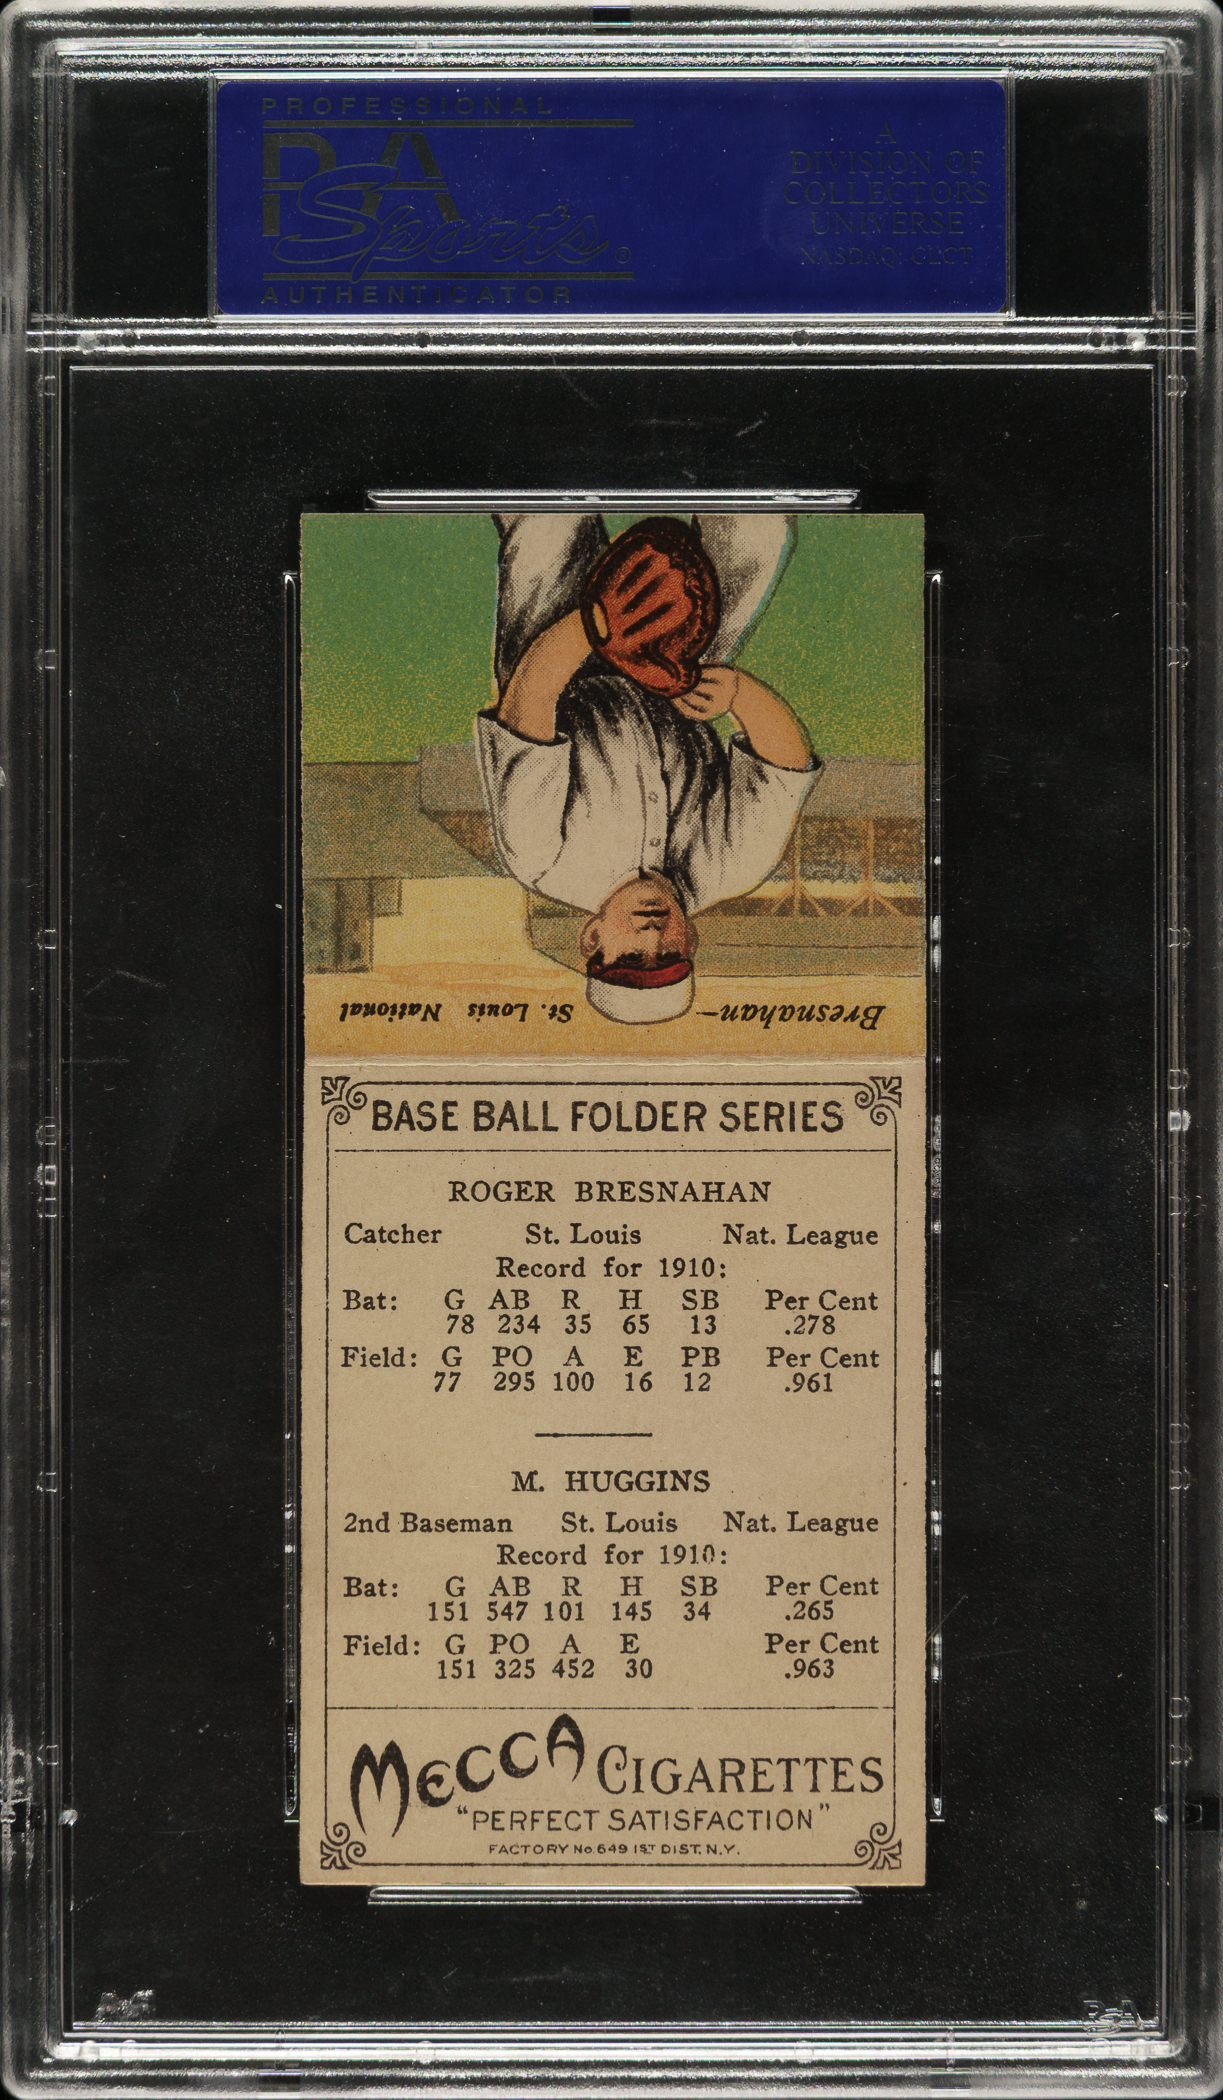 PROFESSIONAL
PSA
Sports®
AUTHENTICATOR
A
DIVISION OF
COLLECTORS
UNIVERSE
NASDAQ: CLCT
Bresnahan— St. Louis National
BASE BALL FOLDER SERIES
ROGER BRESNAHAN
Catcher St. Louis Nat. League
Record for 1910:
Bat: G AB R H SB Per Cent
78 234 35 65 13 .278
Field: G PO A E PB Per Cent
77 295 100 16 12 .961
M. HUGGINS
2nd Baseman St. Louis Nat. League
Record for 1910:
Bat: G AB R H SB Per Cent
151 547 101 145 34 .265
Field: G PO A E Per Cent
151 325 452 30 .963
MECCA CIGARETTES
"PERFECT SATISFACTION"
FACTORY No. 649 1ST DIST. N.Y.
PSA